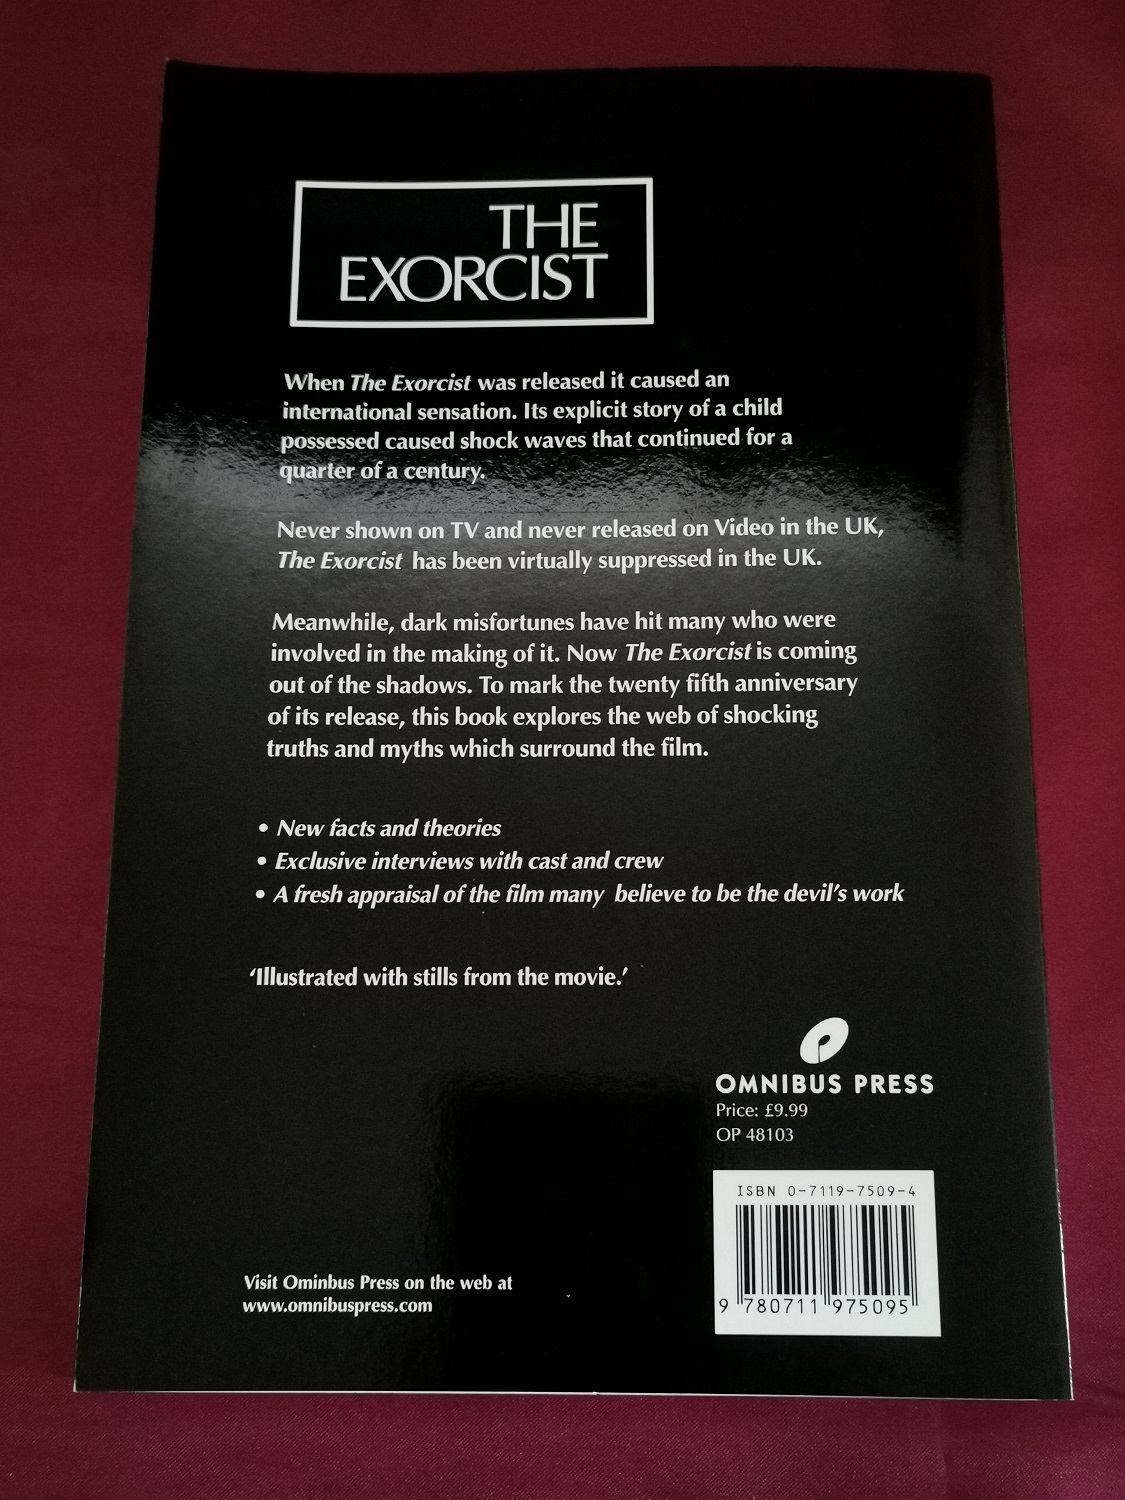 THE
EXORCIST
When The Exorcist was released it caused an
international sensation. Its explicit story of a child
possessed caused shock waves that continued for a
quarter of a century.
Never shown on TV and never released on Video in the UK,
The Exorcist has been virtually suppressed in the UK.
Meanwhile, dark misfortunes have hit many who were
involved in the making of it. Now The Exorcist is coming
out of the shadows. To mark the twenty fifth anniversary
of its release, this book explores the web of shocking
truths and myths which surround the film.
• New facts and theories
• Exclusive interviews with cast and crew
• A fresh appraisal of the film many believe to be the devil's work
'Illustrated with stills from the movie.'
OMNIBUS PRESS
Price: £9.99
OP 48103
ISBN 0-7119-7509-4
9 780711 975095
Visit Ominbus Press on the web at
www.omnibuspress.com